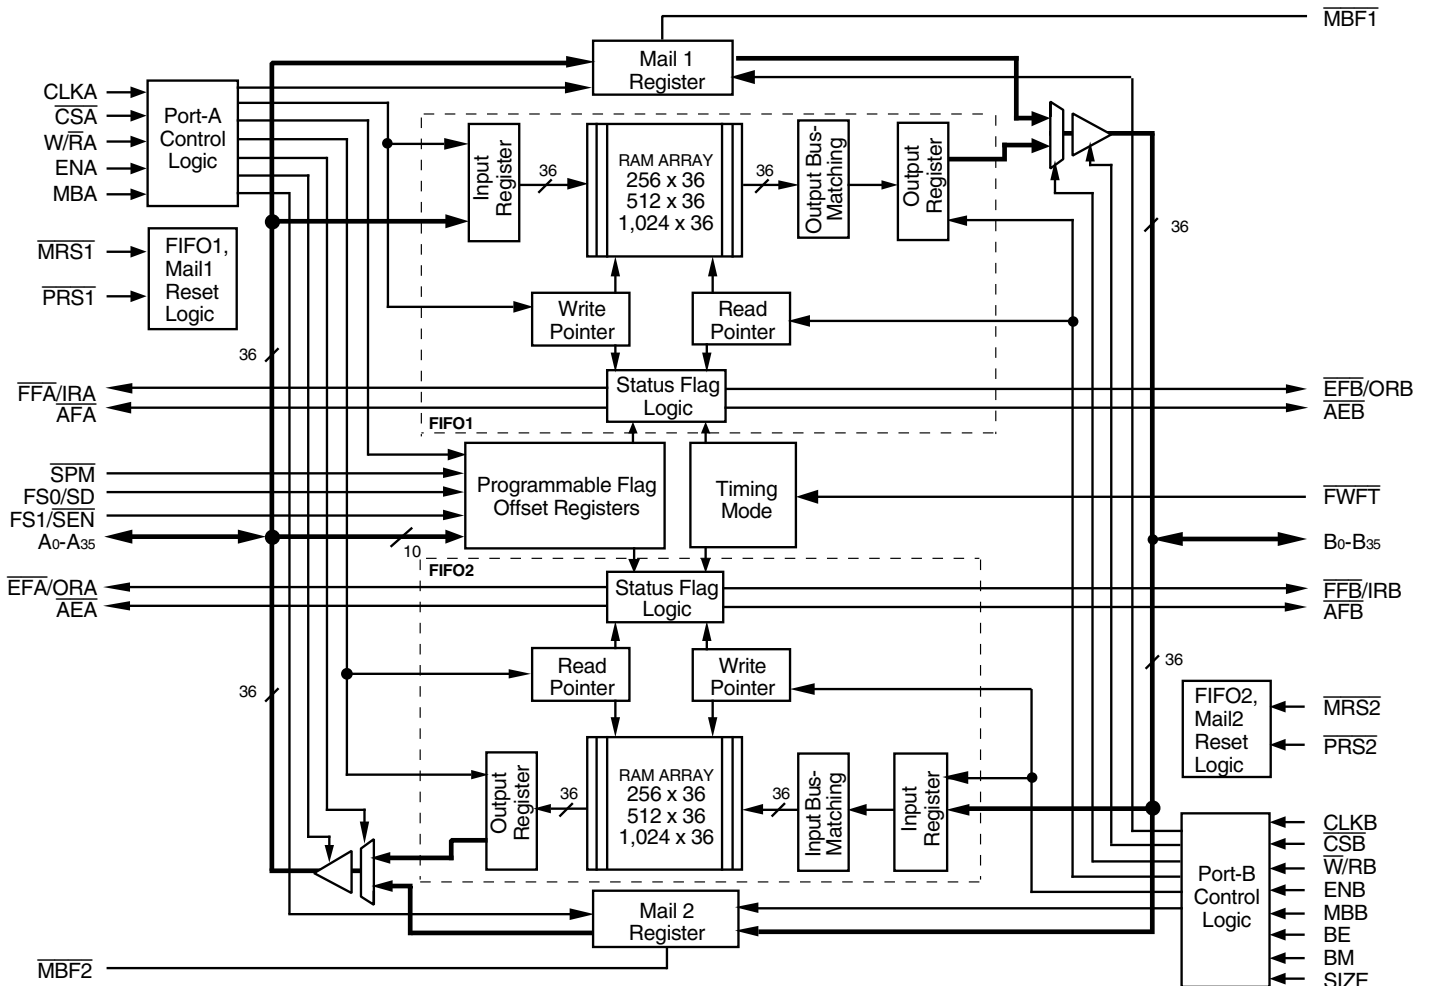 MBF1
Mail 1
Register
CLKA
CSA
W/RA
ENA
MBA
Port-A
Control
Logic
MRS1
PRS1
FIFO1,
Mail1
Reset
Logic
Input
Register
36
RAM ARRAY
256 x 36
512 x 36
1,024 x 36
36
Output Bus-
Matching
Output
Register
36
Write
Pointer
Read
Pointer
36
FFA/IRA
AFA
Status Flag
Logic
EFB/ORB
AEB
FIFO1
SPM
FS0/SD
FS1/SEN
A0-A35
Programmable Flag
Offset Registers
10
Timing
Mode
FWFT
B0-B35
FIFO2
EFA/ORA
AEA
Status Flag
Logic
FFB/IRB
AFB
Read
Pointer
Write
Pointer
36
36
FIFO2,
Mail2
Reset
Logic
MRS2
PRS2
Output
Register
36
RAM ARRAY
256 x 36
512 x 36
1,024 x 36
36
Input Bus-
Matching
Input
Register
Port-B
Control
Logic
CLKB
CSB
W/RB
ENB
MBB
BE
BM
SIZE
Mail 2
Register
MBF2